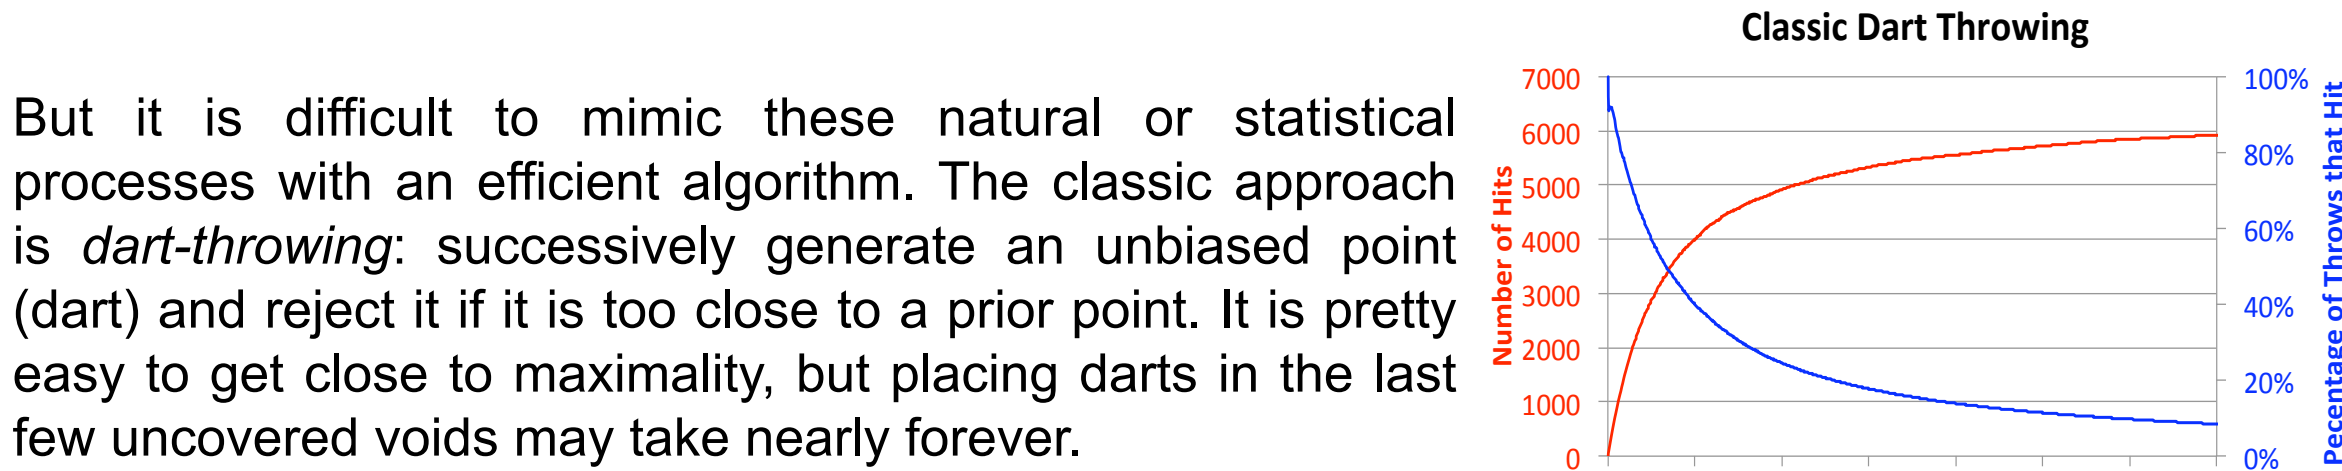 But it is difficult to mimic these natural or statistical
processes with an efficient algorithm. The classic approach
is dart-throwing: successively generate an unbiased point
(dart) and reject it if it is too close to a prior point. It is pretty
easy to get close to maximality, but placing darts in the last
few uncovered voids may take nearly forever.
Classic Dart Throwing
Number of Hits
7000
6000
5000
4000
3000
2000
1000
0
100%
80%
60%
40%
20%
0%
Pecentage of Throws that Hit